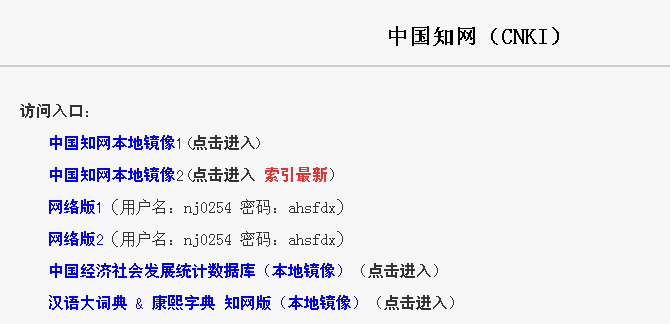 中国知网（CNKI）
访问入口：
中国知网本地镜像1(点击进入)
中国知网本地镜像2(点击进入 索引最新)
网络版1（用户名：nj0254 密码：ahsfdx）
网络版2（用户名：nj0254 密码：ahsfdx）
中国经济社会发展统计数据库（本地镜像）（点击进入）
汉语大词典 & 康熙字典 知网版（本地镜像）（点击进入）